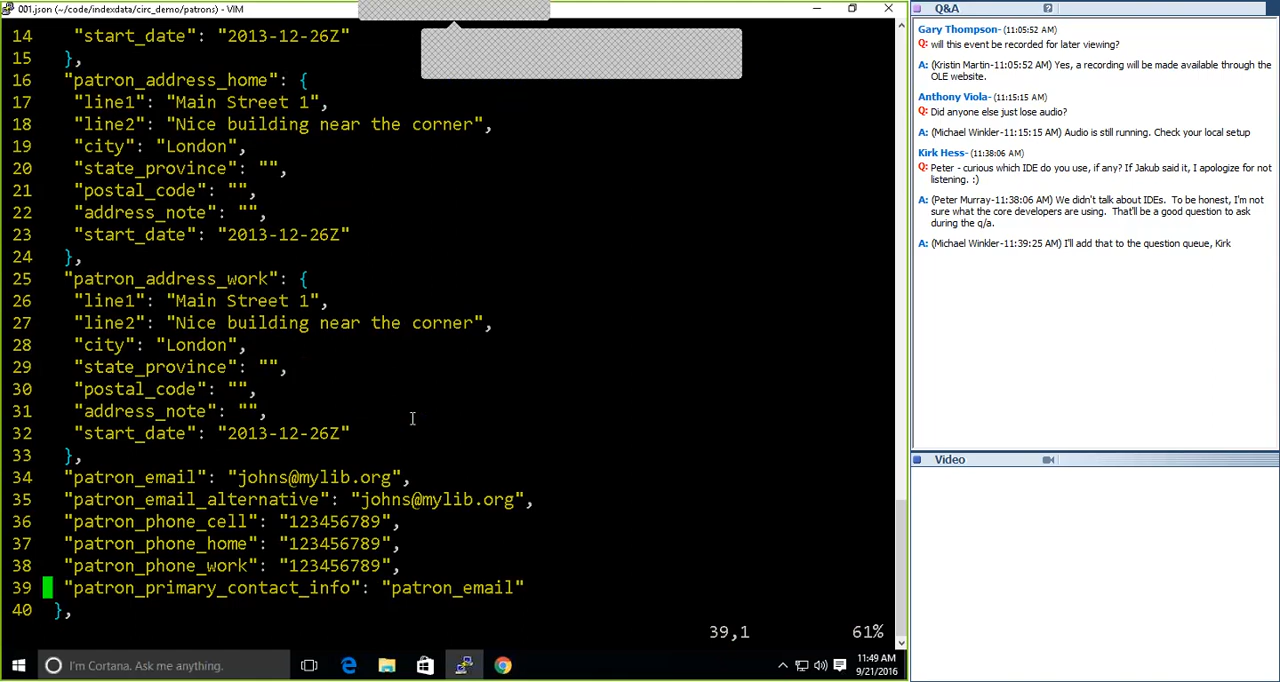 001.json (~/code/indexdata/circ_demo/patrons) - VIM
14 "start_date": "2013-12-26Z"
15 },
16 "patron_address_home": {
17 "line1": "Main Street 1",
18 "line2": "Nice building near the corner",
19 "city": "London",
20 "state_province": "",
21 "postal_code": "",
22 "address_note": "",
23 "start_date": "2013-12-26Z"
24 },
25 "patron_address_work": {
26 "line1": "Main Street 1",
27 "line2": "Nice building near the corner",
28 "city": "London",
29 "state_province": "",
30 "postal_code": "",
31 "address_note": "",
32 "start_date": "2013-12-26Z"
33 },
34 "patron_email": "johns@mylib.org",
35 "patron_email_alternative": "johns@mylib.org",
36 "patron_phone_cell": "123456789",
37 "patron_phone_home": "123456789",
38 "patron_phone_work": "123456789",
39 "patron_primary_contact_info": "patron_email"
40 },
39,1 61%
I'm Cortana. Ask me anything.
11:49 AM
9/21/2016
Q&A
Gary Thompson- (11:05:52 AM)
Q: will this event be recorded for later viewing?
A: (Kristin Martin-11:05:52 AM) Yes, a recording will be made available through the
OLE website.
Anthony Viola- (11:15:15 AM)
Q: Did anyone else just lose audio?
A: (Michael Winkler-11:15:15 AM) Audio is still running. Check your local setup
Kirk Hess- (11:38:06 AM)
Q: Peter - curious which IDE do you use, if any? If Jakub said it, I apologize for not
listening. :)
A: (Peter Murray-11:38:06 AM) We didn't talk about IDEs. To be honest, I'm not
sure what the core developers are using. That'll be a good question to ask
during the q/a.
A: (Michael Winkler-11:39:25 AM) I'll add that to the question queue, Kirk
Video